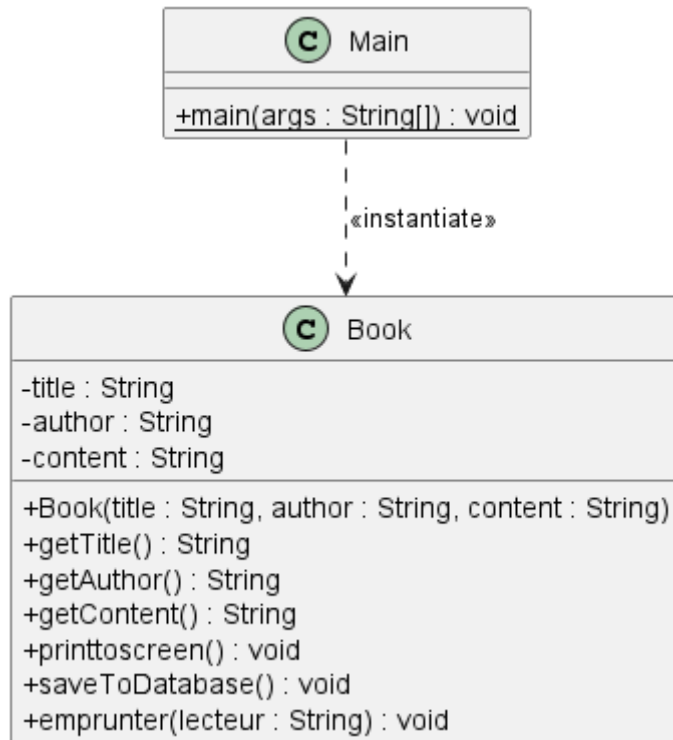 C Main
+main(args : String[]) : void
«instantiate»
C Book
-title : String
-author : String
-content : String
+Book(title : String, author : String, content : String)
+getTitle() : String
+getAuthor() : String
+getContent() : String
+printtoscreen() : void
+saveToDatabase() : void
+emprunter(lecteur : String) : void